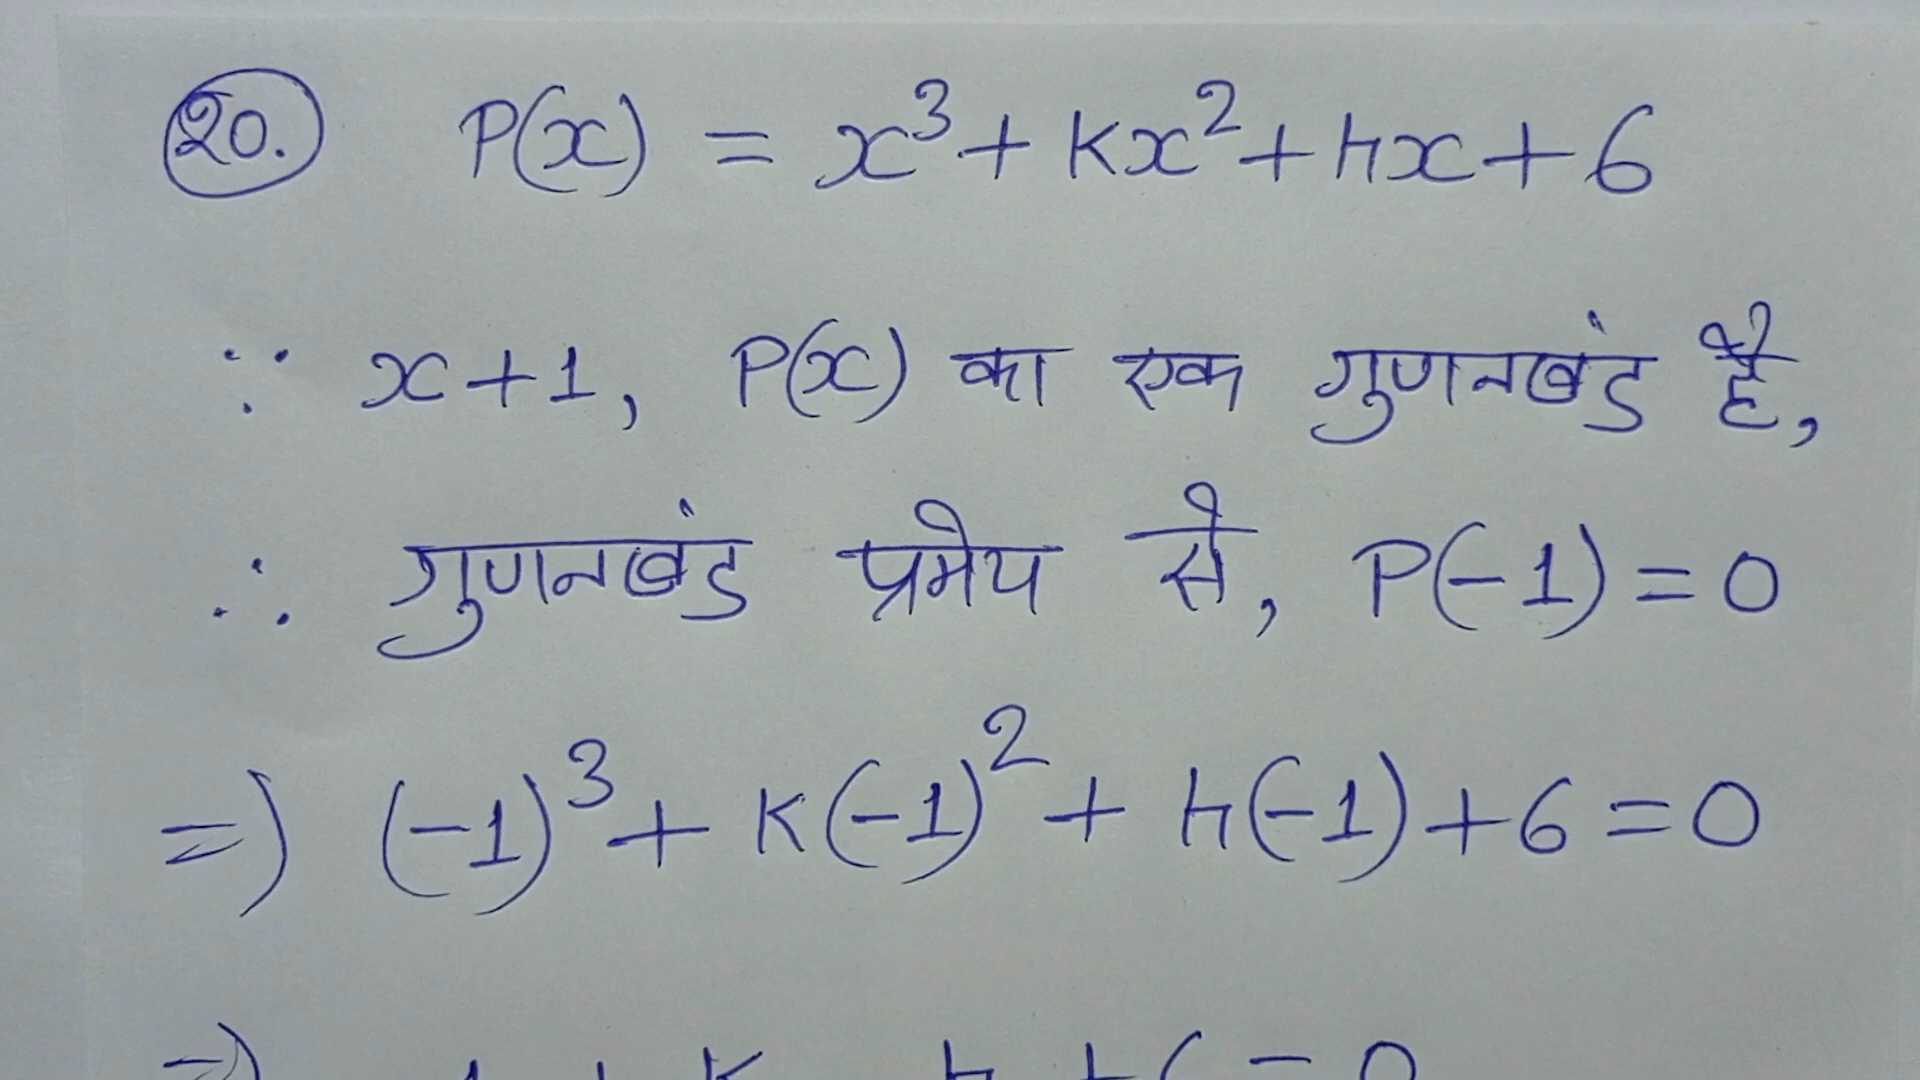 20. P(x) = x³ + kx² + hx + 6
∵ x+1, P(x) का एक गुणनखंड है,
∴ गुणनखंड प्रमेय से, P(-1) = 0
⇒ (-1)³ + k(-1)² + h(-1) + 6 = 0